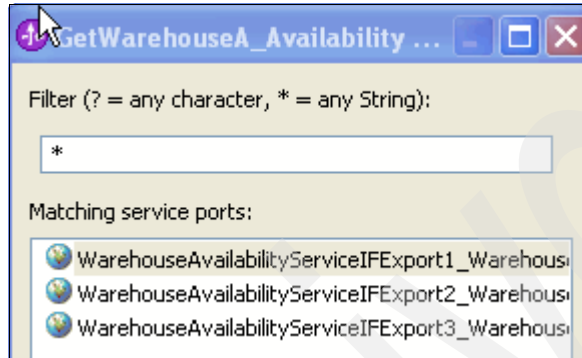 GetWarehouseA_Availability ...
Filter (? = any character, * = any String):
*
Matching service ports:
WarehouseAvailabilityServiceIFExport1_Warehous
WarehouseAvailabilityServiceIFExport2_Warehous
WarehouseAvailabilityServiceIFExport3_Warehous